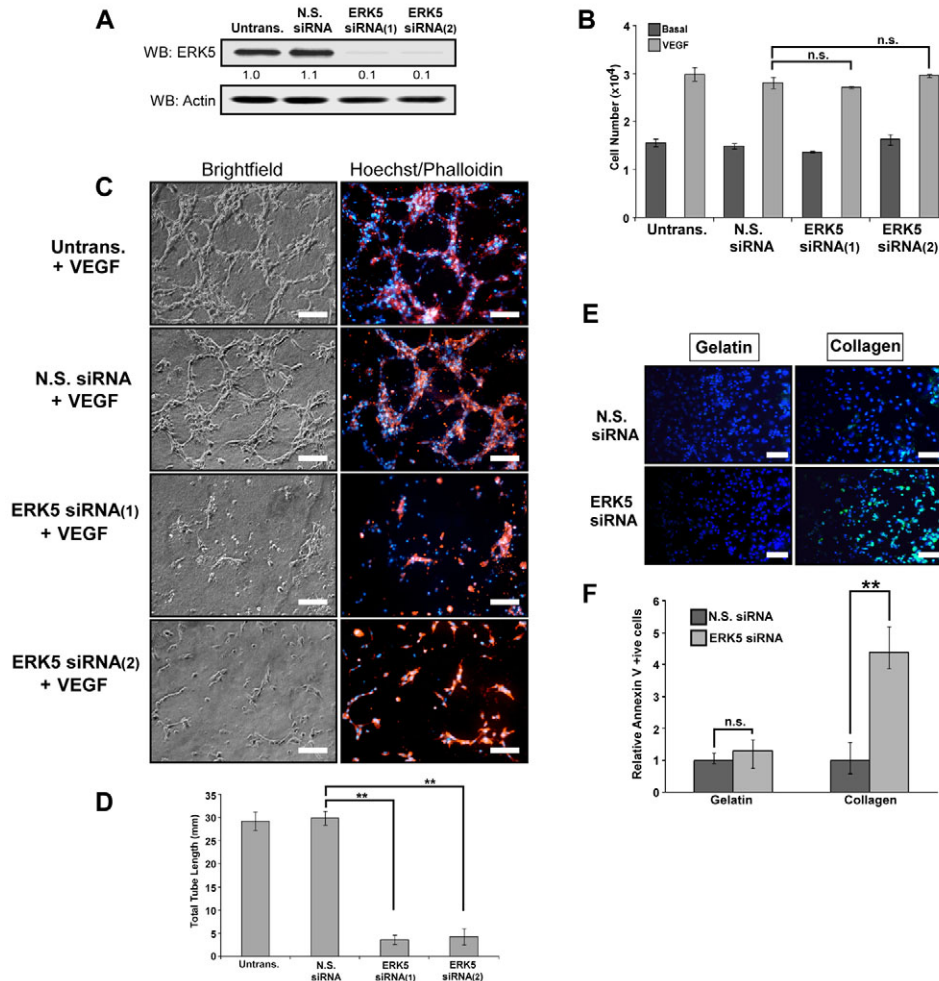 A
Untrans.
N.S. siRNA
ERK5 siRNA(1)
ERK5 siRNA(2)
WB: ERK5
1.0 1.1 0.1 0.1
WB: Actin
B
Basal
VEGF
n.s.
n.s.
Cell Number (x10⁴)
4
3
2
1
0
Untrans.
N.S. siRNA
ERK5 siRNA(1)
ERK5 siRNA(2)
C
Brightfield
Hoechst/Phalloidin
Untrans. + VEGF
N.S. siRNA + VEGF
ERK5 siRNA(1) + VEGF
ERK5 siRNA(2) + VEGF
D
Total Tube Length (mm)
35
30
25
20
15
10
5
0
**
**
Untrans.
N.S. siRNA
ERK5 siRNA(1)
ERK5 siRNA(2)
E
Gelatin
Collagen
N.S. siRNA
ERK5 siRNA
F
N.S. siRNA
ERK5 siRNA
Relative Annexin V +ive cells
6
5
4
3
2
1
0
n.s.
**
Gelatin
Collagen